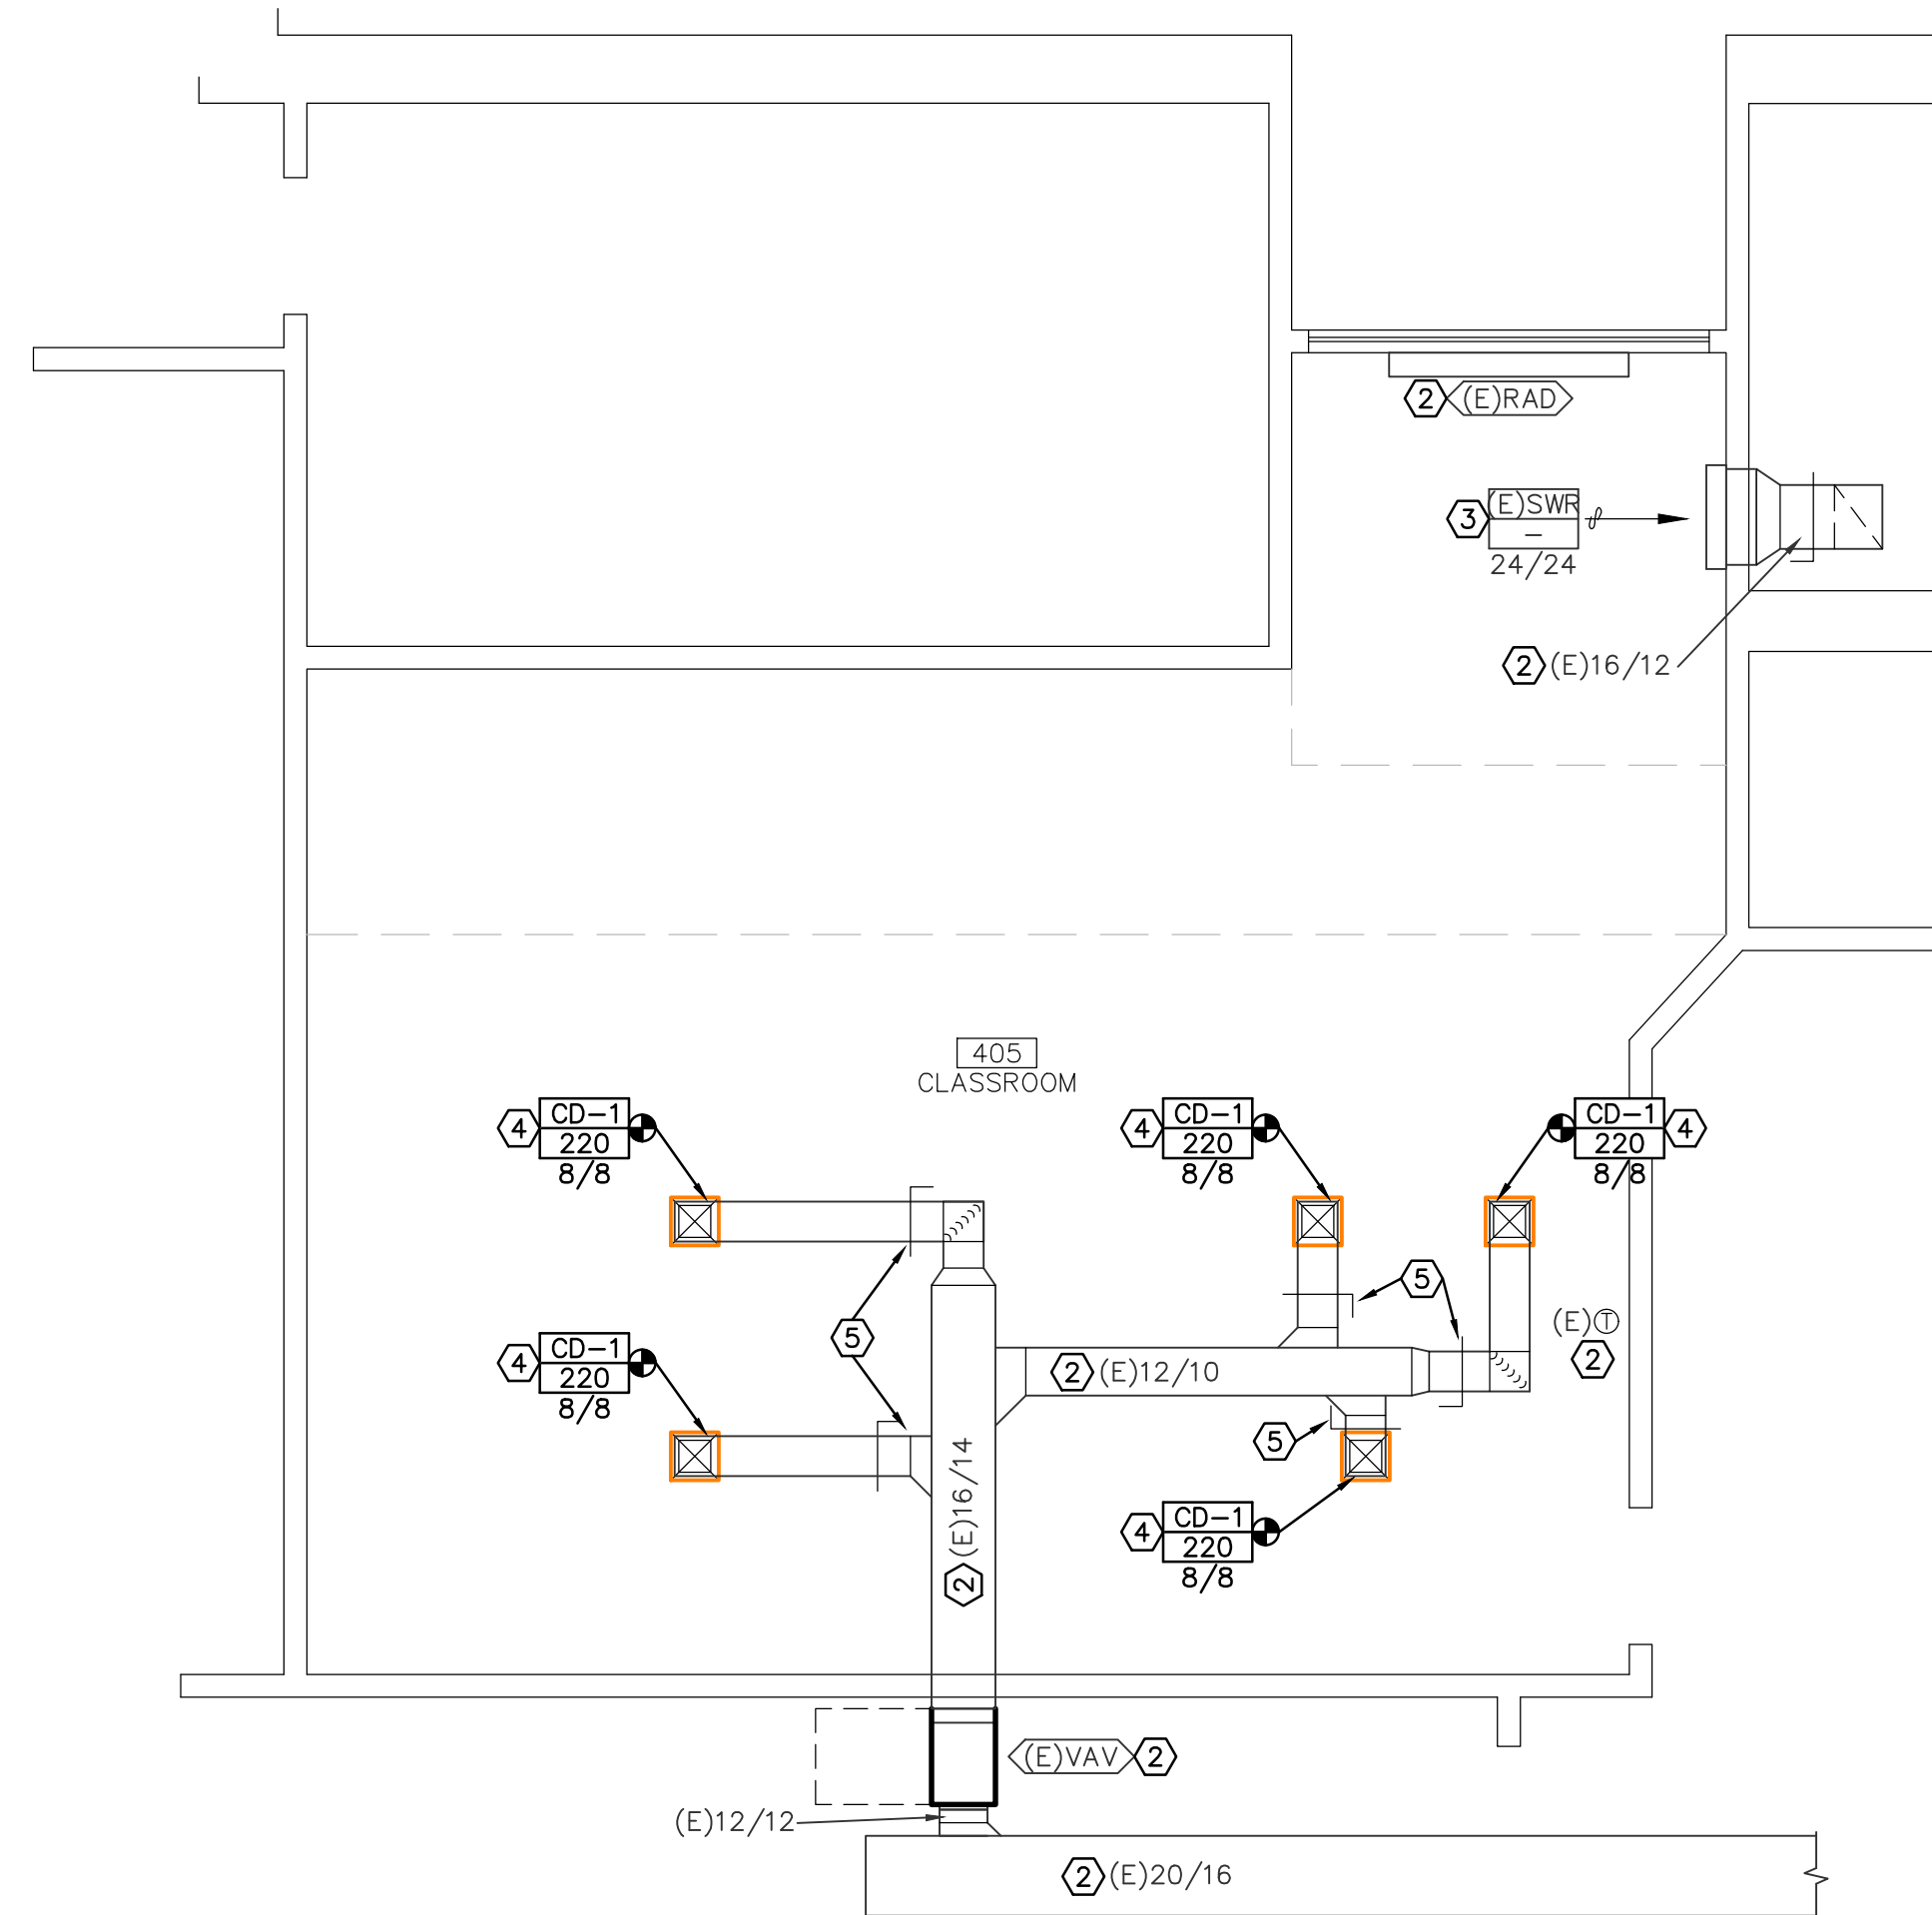 2 (E)RAD
3 (E)SWR
-
24/24
2 (E)16/12
405
CLASSROOM
4 CD-1
220
8/8
4 CD-1
220
8/8
CD-1 4
220
8/8
5
5
(E)T
2
4 CD-1
220
8/8
2 (E)12/10
5
2 (E)16/14
4 CD-1
220
8/8
(E)VAV 2
(E)12/12
2 (E)20/16